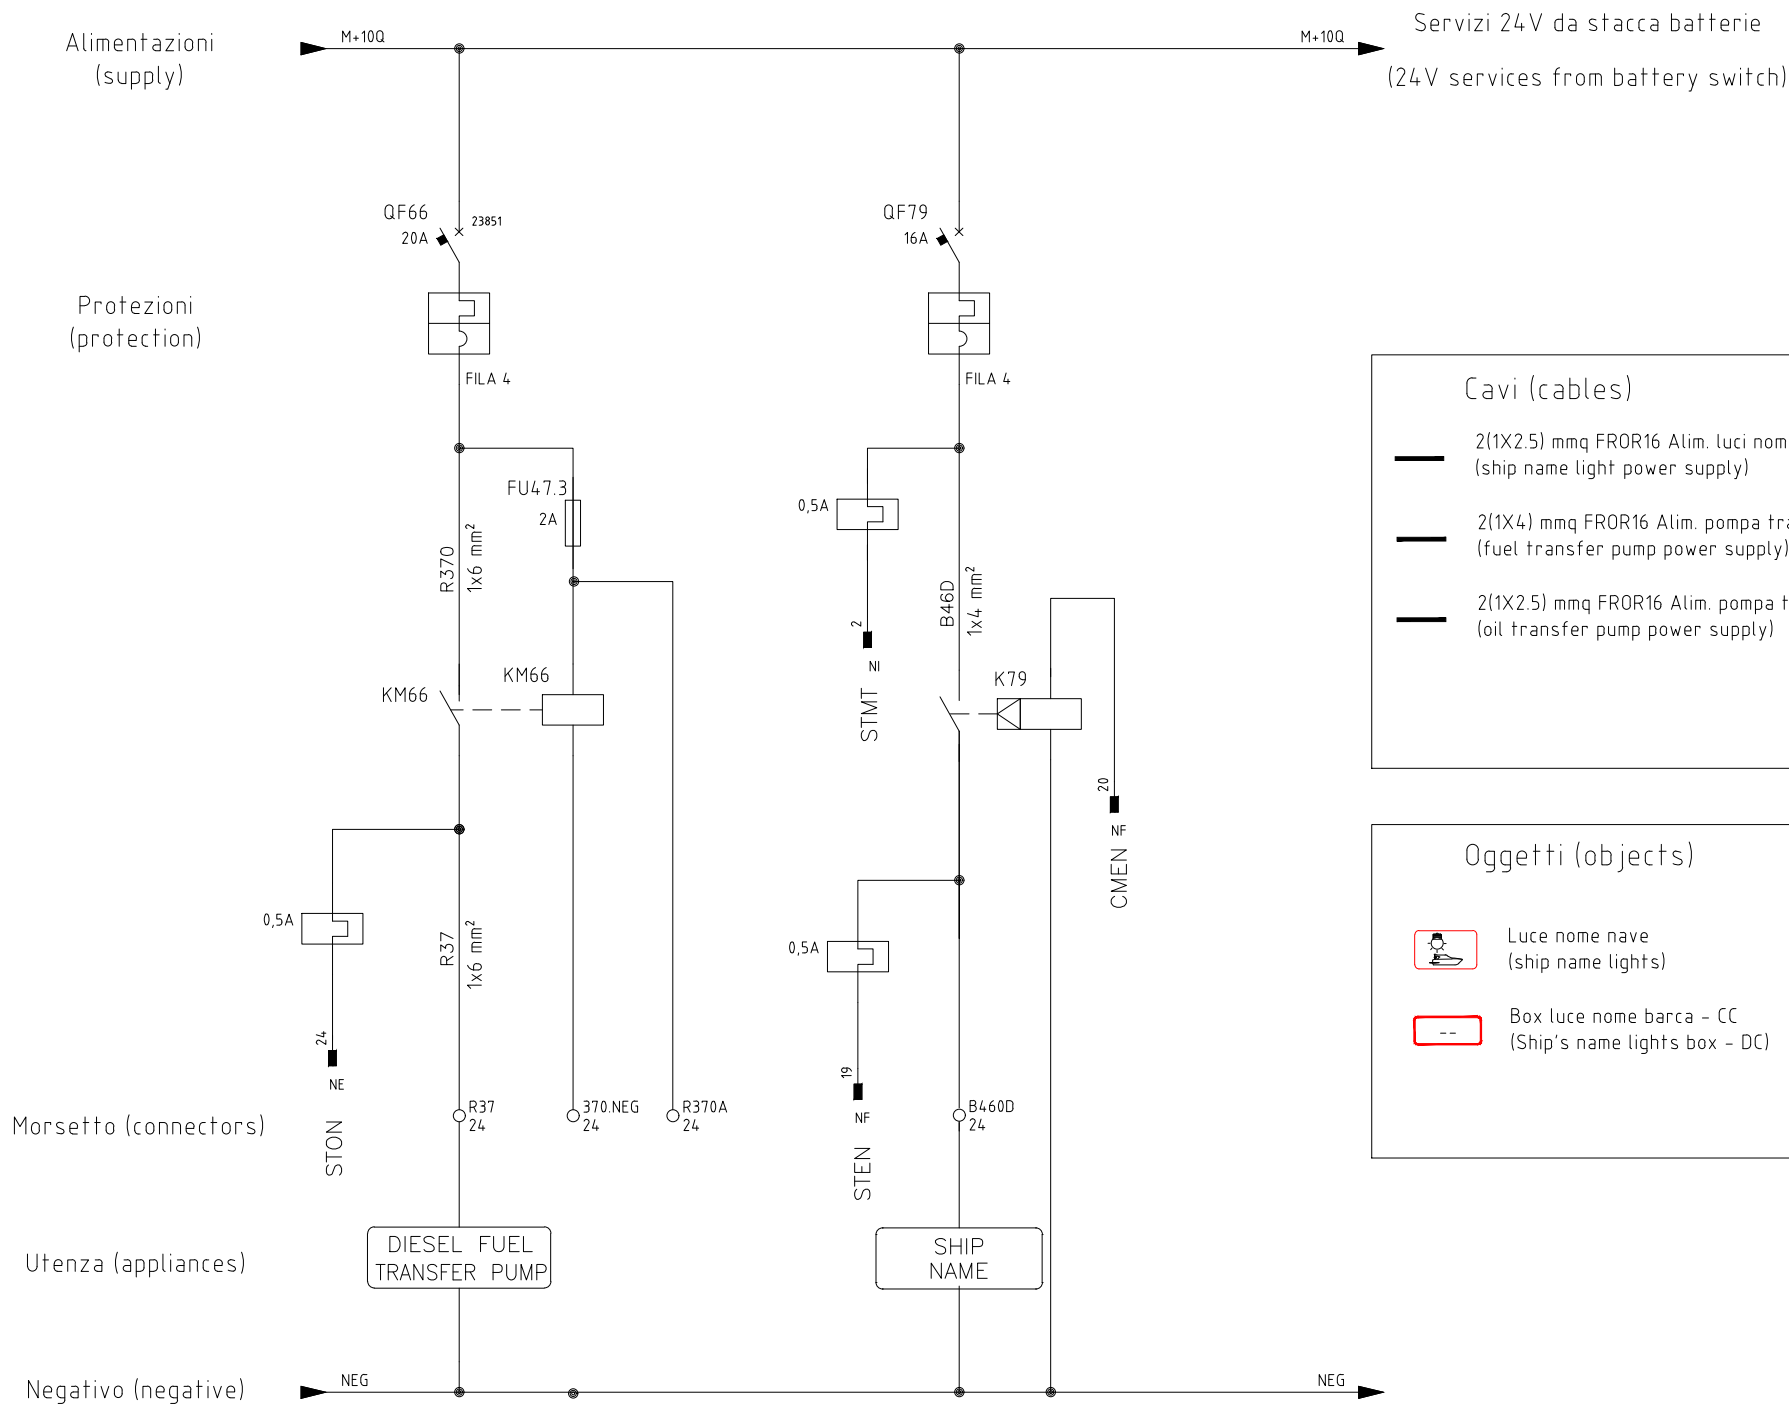 Alimentazioni
(supply)
M+10Q
M+10Q
Servizi 24V da stacca batterie
(24V services from battery switch)
QF66
20A
23851
QF79
16A
Protezioni
(protection)
FILA 4
FILA 4
FU47.3
2A
R370
1x6 mm²
0,5A
B46D
1x4 mm²
2
NI
STMT
KM66
KM66
K79
20
NF
CMEN
0,5A
R37
1x6 mm²
24
NE
STON
0,5A
19
NF
STEN
Morsetto (connectors)
R37
24
370.NEG
24
R370A
24
B460D
24
Utenza (appliances)
DIESEL FUEL
TRANSFER PUMP
SHIP
NAME
Negativo (negative)
NEG
NEG
Cavi (cables)
2(1X2.5) mmq FROR16 Alim. luci nom
(ship name light power supply)
2(1X4) mmq FROR16 Alim. pompa tra
(fuel transfer pump power supply)
2(1X2.5) mmq FROR16 Alim. pompa t
(oil transfer pump power supply)
Oggetti (objects)
Luce nome nave
(ship name lights)
--
Box luce nome barca - CC
(Ship's name lights box - DC)